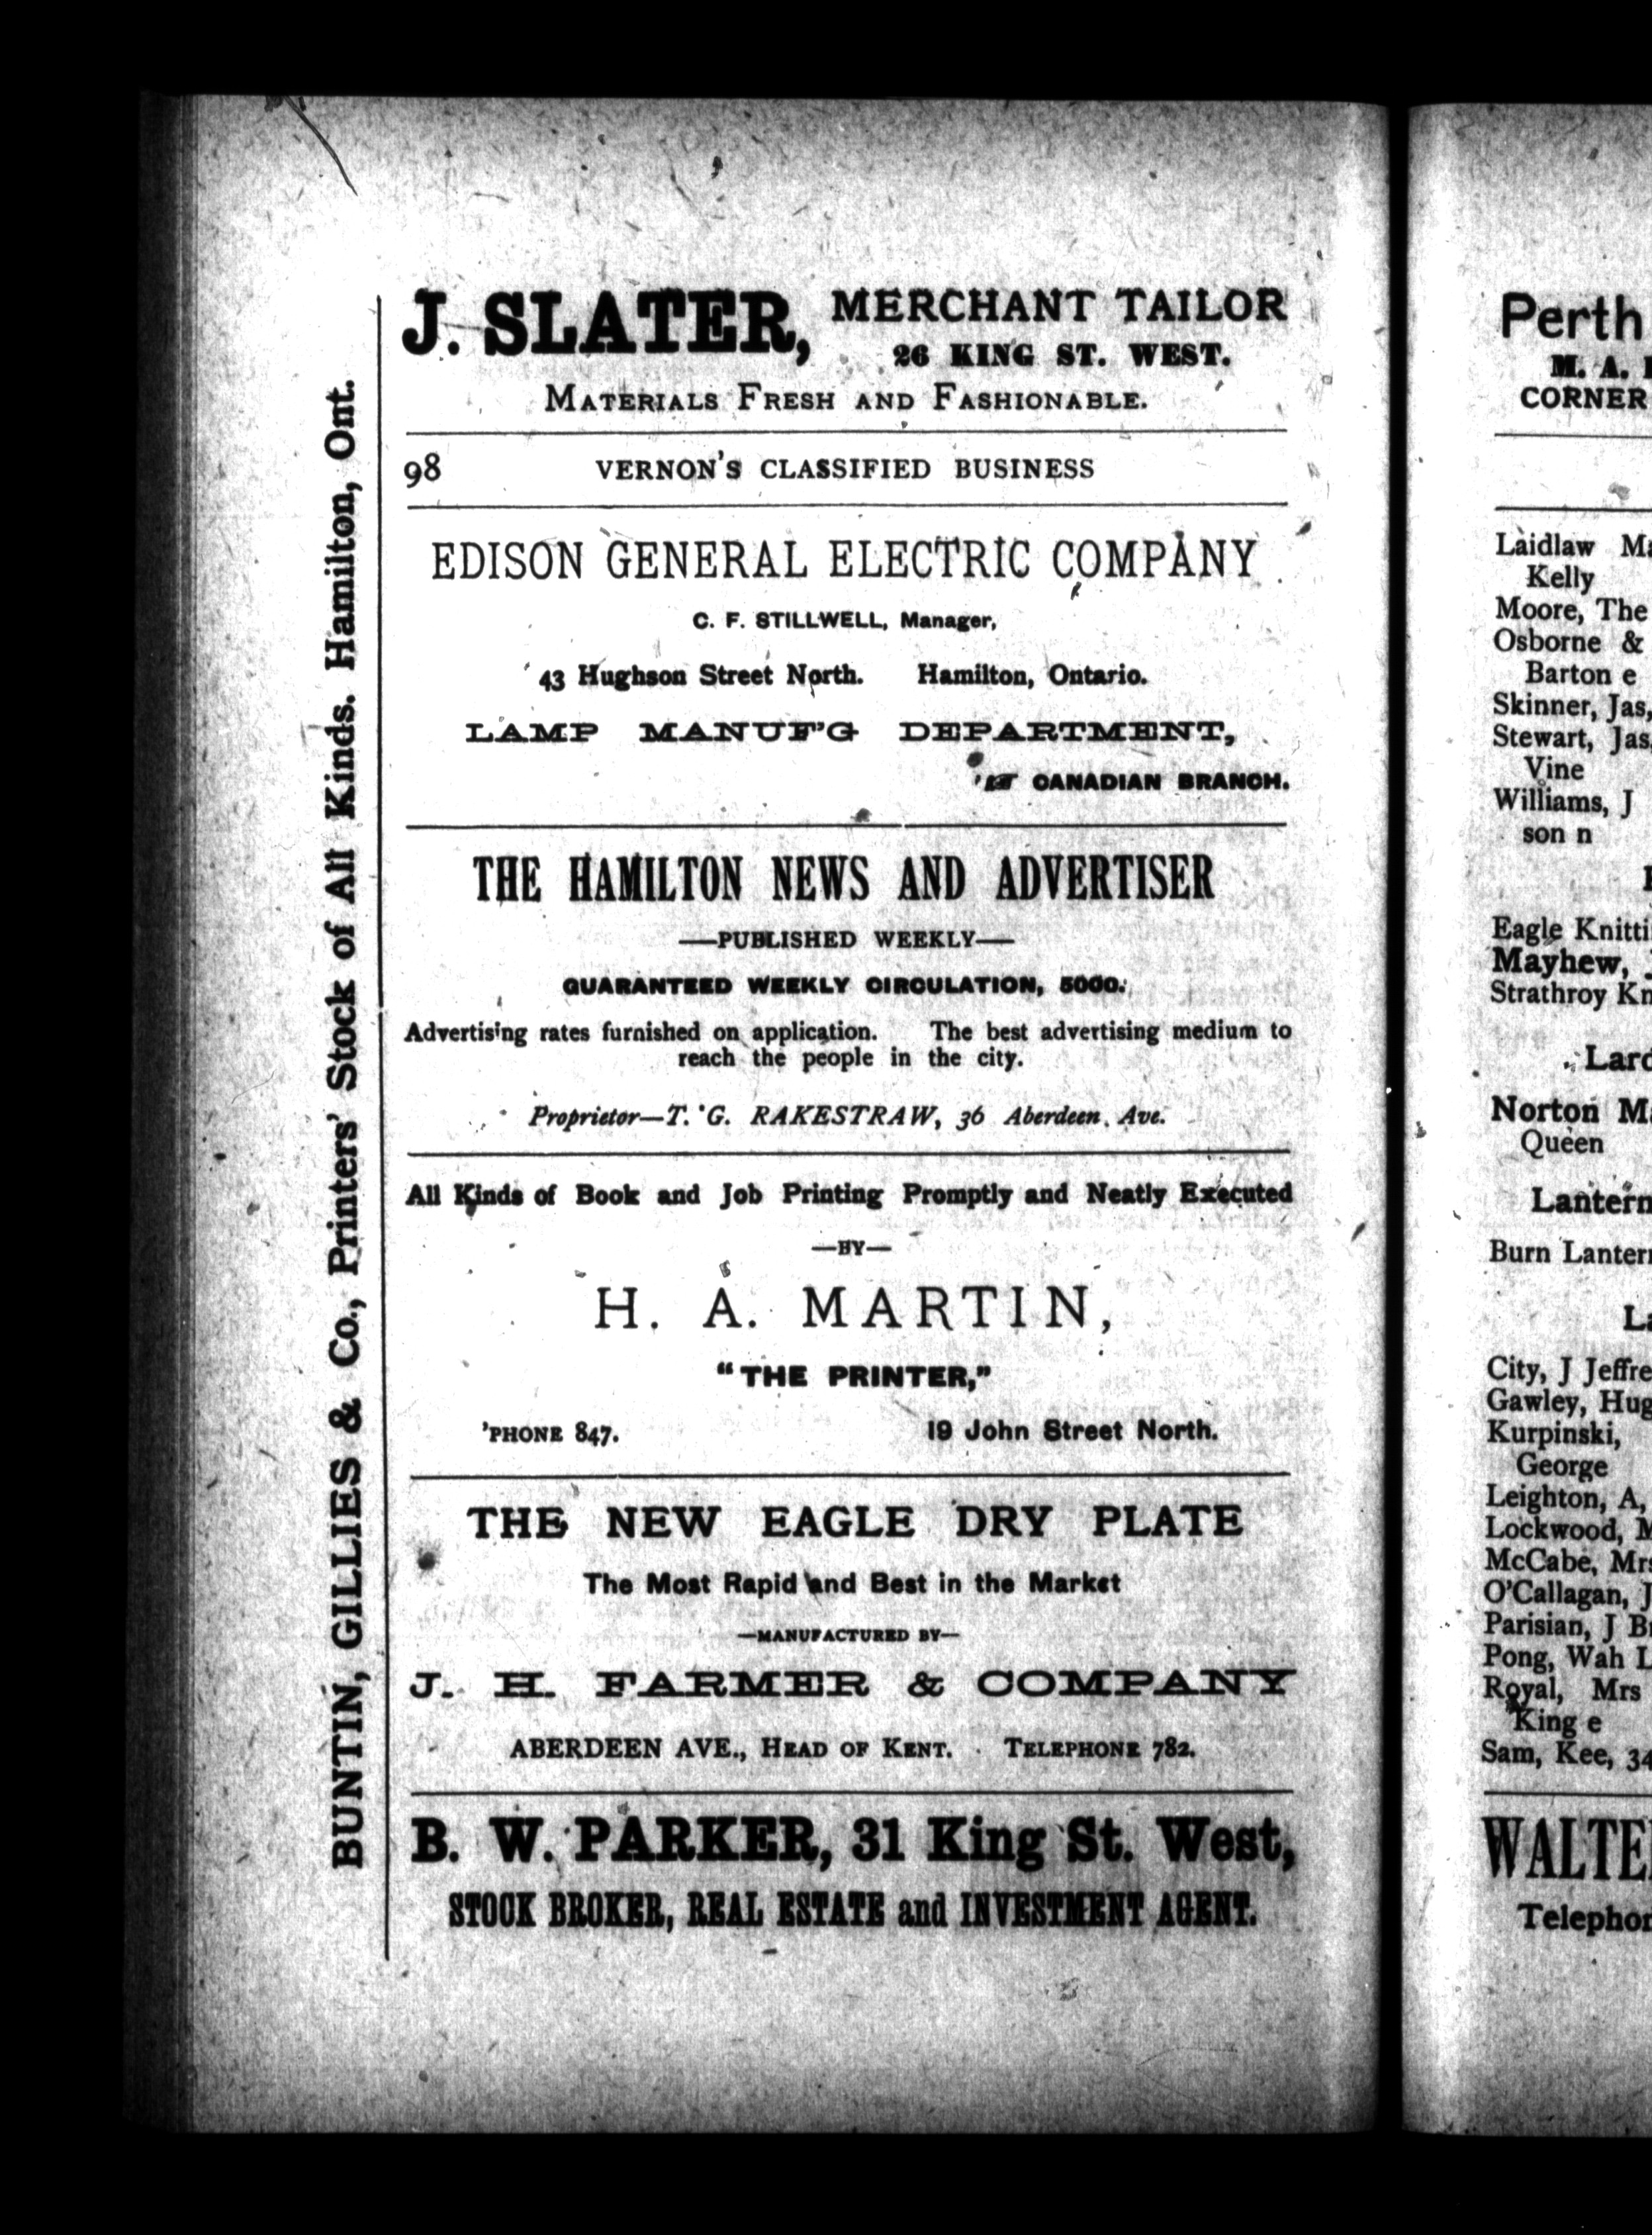 BUNTIN, GILLIES & Co., Printers' Stock of All Kinds. Hamilton, Ont.
J. SLATER, MERCHANT TAILOR
26 KING ST. WEST.
MATERIALS FRESH AND FASHIONABLE.
98 VERNON'S CLASSIFIED BUSINESS
EDISON GENERAL ELECTRIC COMPANY
C. F. STILLWELL, Manager,
43 Hughson Street North. Hamilton, Ontario.
LAMP MANUF'G DEPARTMENT,
☞ CANADIAN BRANCH.
THE HAMILTON NEWS AND ADVERTISER
—PUBLISHED WEEKLY—
GUARANTEED WEEKLY CIRCULATION, 5000.
Advertising rates furnished on application. The best advertising medium to
reach the people in the city.
Proprietor—T. G. RAKESTRAW, 36 Aberdeen Ave.
All Kinds of Book and Job Printing Promptly and Neatly Executed
—BY—
H. A. MARTIN,
"THE PRINTER,"
'PHONE 847. 19 John Street North.
THE NEW EAGLE DRY PLATE
The Most Rapid and Best in the Market
—MANUFACTURED BY—
J. H. FARMER & COMPANY
ABERDEEN AVE., HEAD OF KENT. TELEPHONE 782.
B. W. PARKER, 31 King St. West,
STOCK BROKER, REAL ESTATE and INVESTMENT AGENT.
Perth
M. A.
CORNER
Laidlaw
Kelly
Moore, The
Osborne &
Barton e
Skinner, Jas,
Stewart, Jas,
Vine
Williams, J
son n
Eagle
Mayhew,
Strathroy
Norton
Queen
Burn
City, J
Gawley,
Kurpinski,
George
Leighton, A,
Lockwood,
McCabe,
O'Callagan,
Parisian, J
Pong, Wah
Royal, Mrs
King e
Sam, Kee,